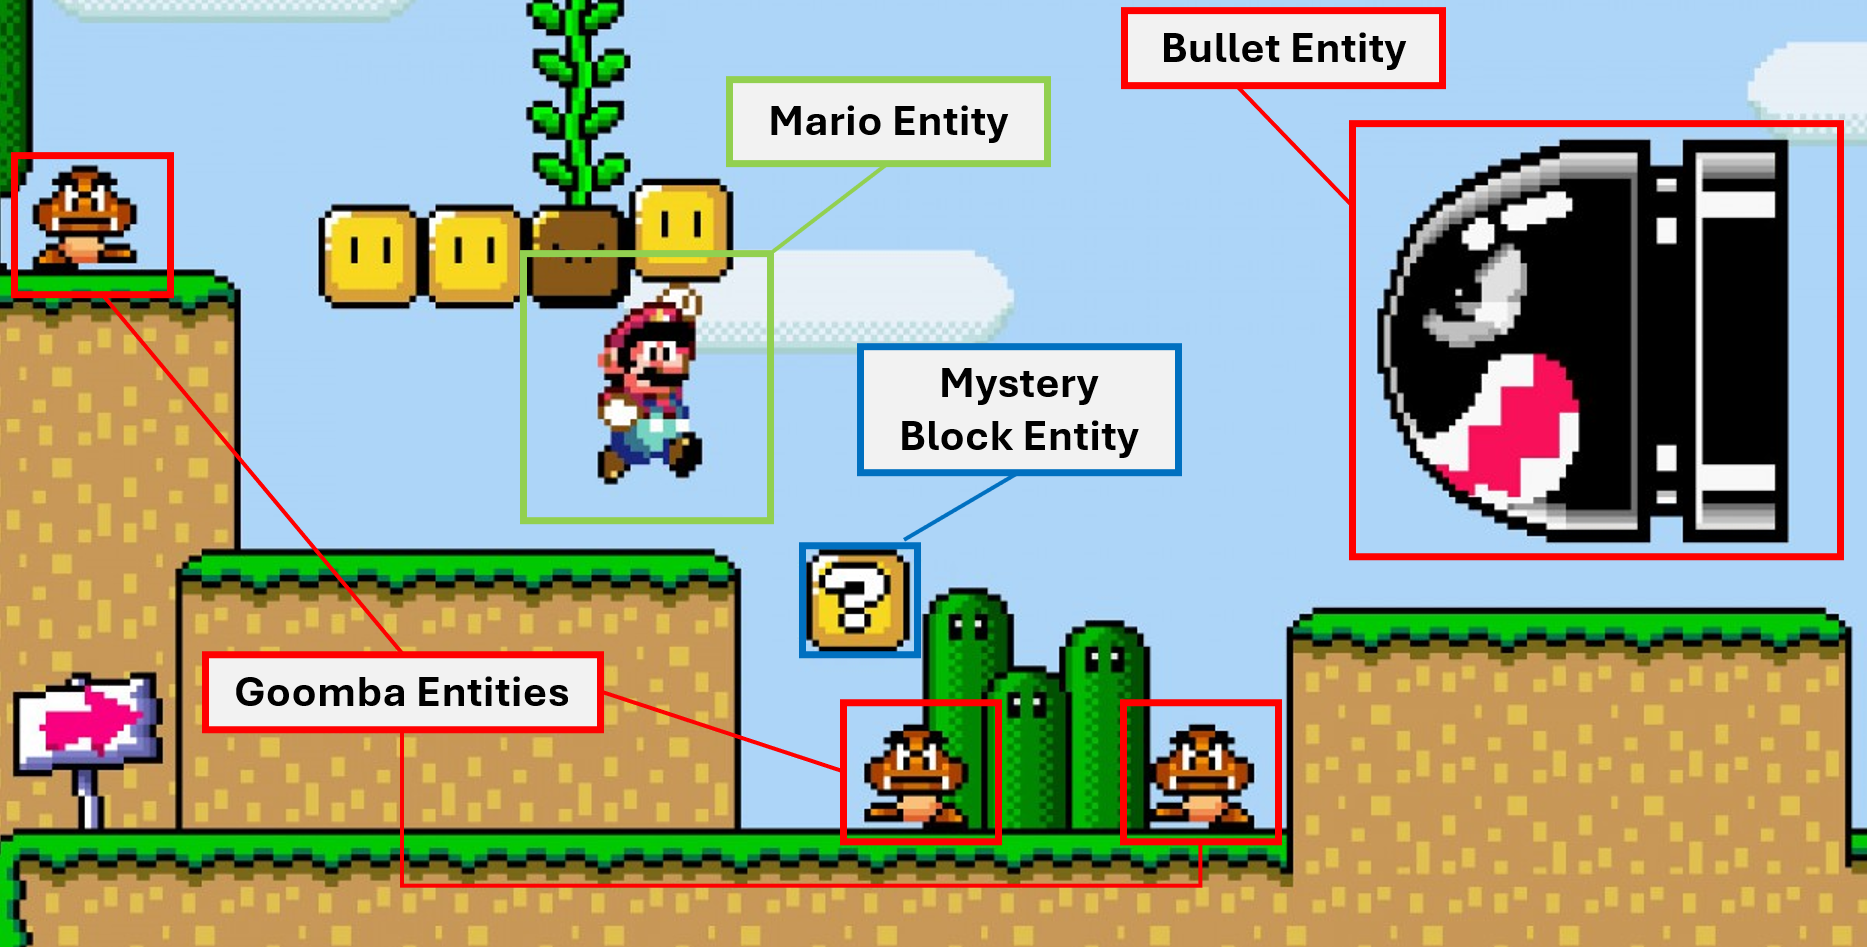 Bullet Entity
Mario Entity
Mystery
Block Entity
?
Goomba Entities